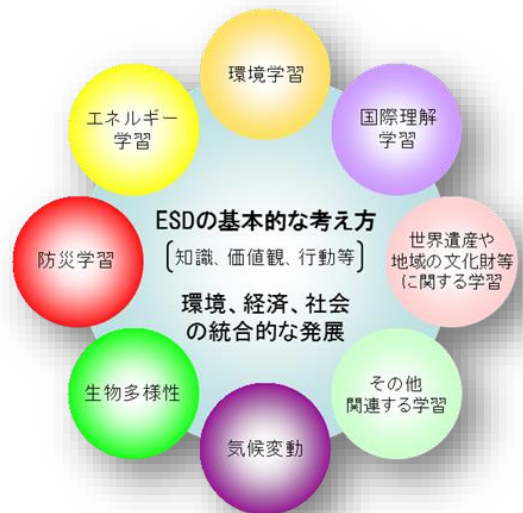 環境学習
国際理解
学習
世界遺産や
地域の文化財等
に関する学習
その他
関連する学習
気候変動
生物多様性
防災学習
エネルギー
学習
ESDの基本的な考え方
〔知識、価値観、行動等〕
環境、経済、社会
の統合的な発展